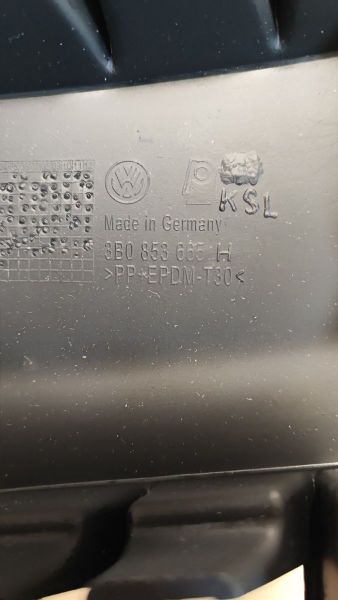 KSL
Made in Germany
3B0 853 665 H
>PP+EPDM-T30<